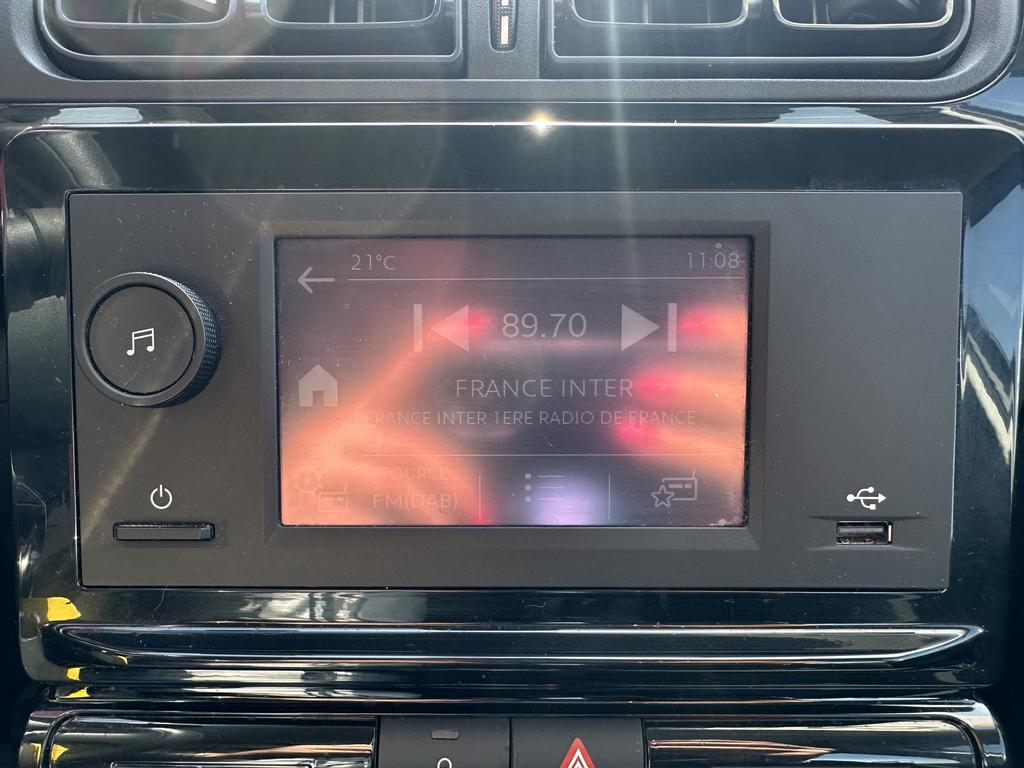 21°C 11:08
89.70
FRANCE INTER
FRANCE INTER 1ERE RADIO DE FRANCE
SOURCE
FM(DAB)